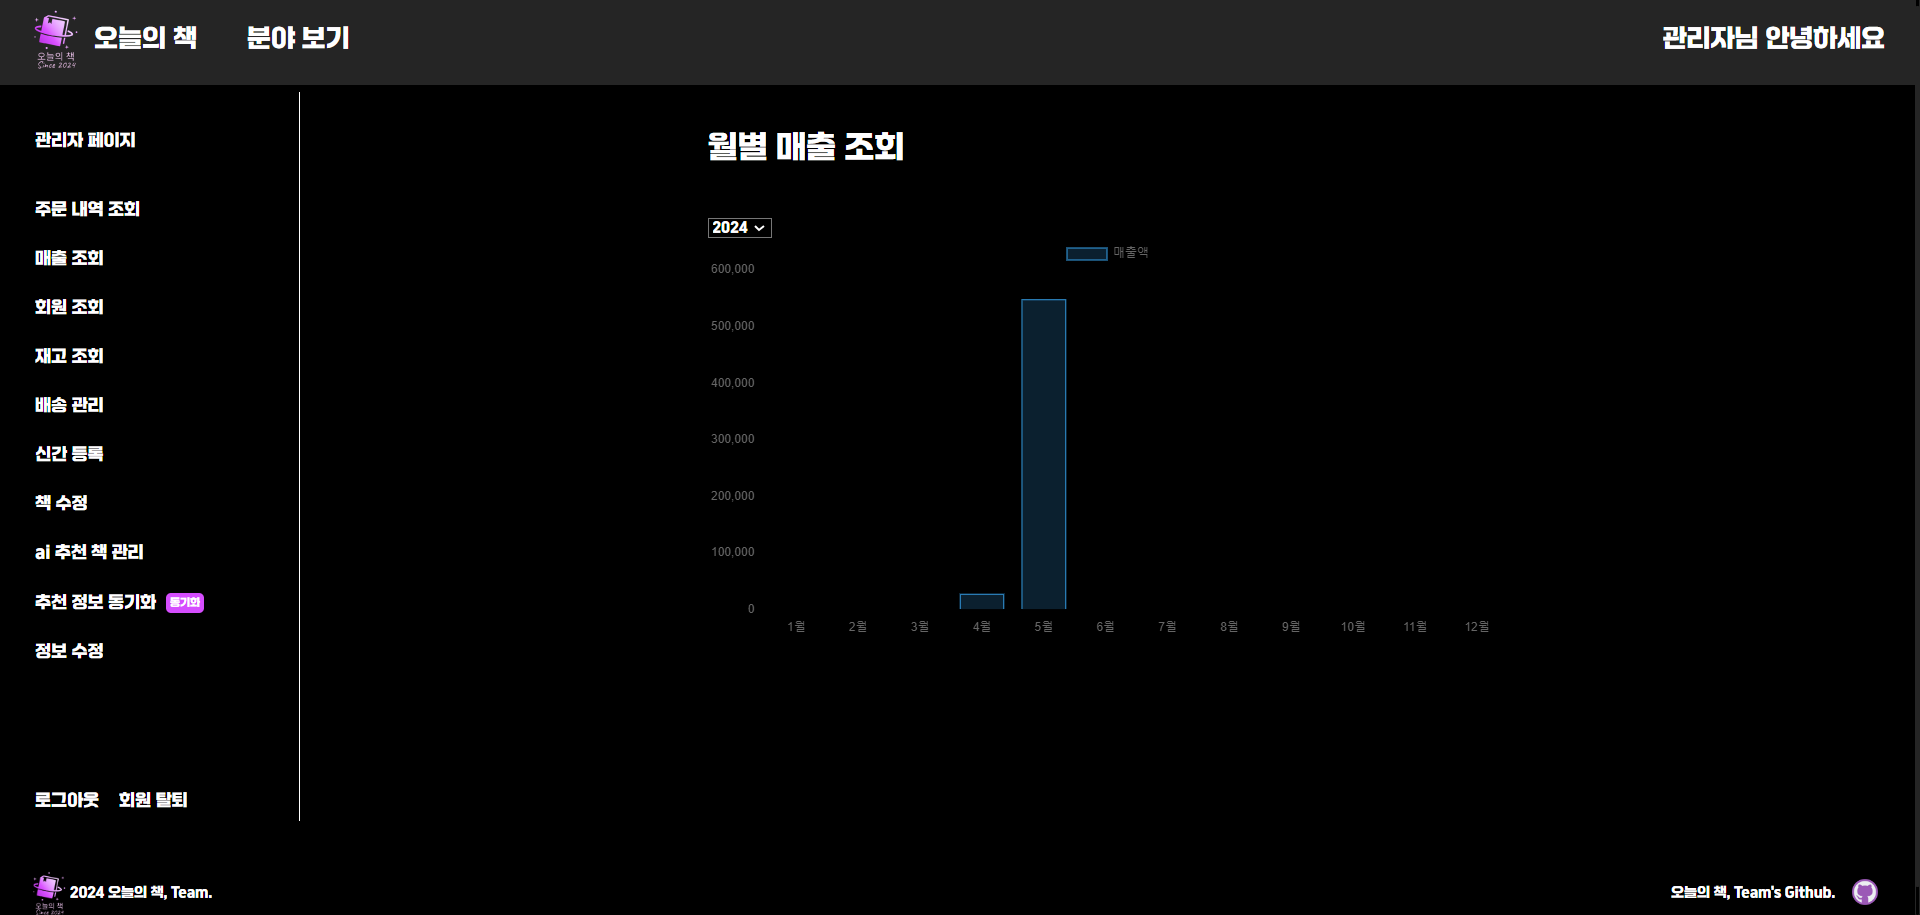 오늘의 책
Since 2024
오늘의 책
분야 보기
관리자님 안녕하세요
관리자 페이지
주문 내역 조회
매출 조회
회원 조회
재고 조회
배송 관리
신간 등록
책 수정
ai 추천 책 관리
추천 정보 동기화 동기화
정보 수정
로그아웃 회원 탈퇴
월별 매출 조회
2024
매출액
600,000
500,000
400,000
300,000
200,000
100,000
0
1월 2월 3월 4월 5월 6월 7월 8월 9월 10월 11월 12월
오늘의 책
Since 2024
2024 오늘의 책, Team.
오늘의 책, Team's Github.